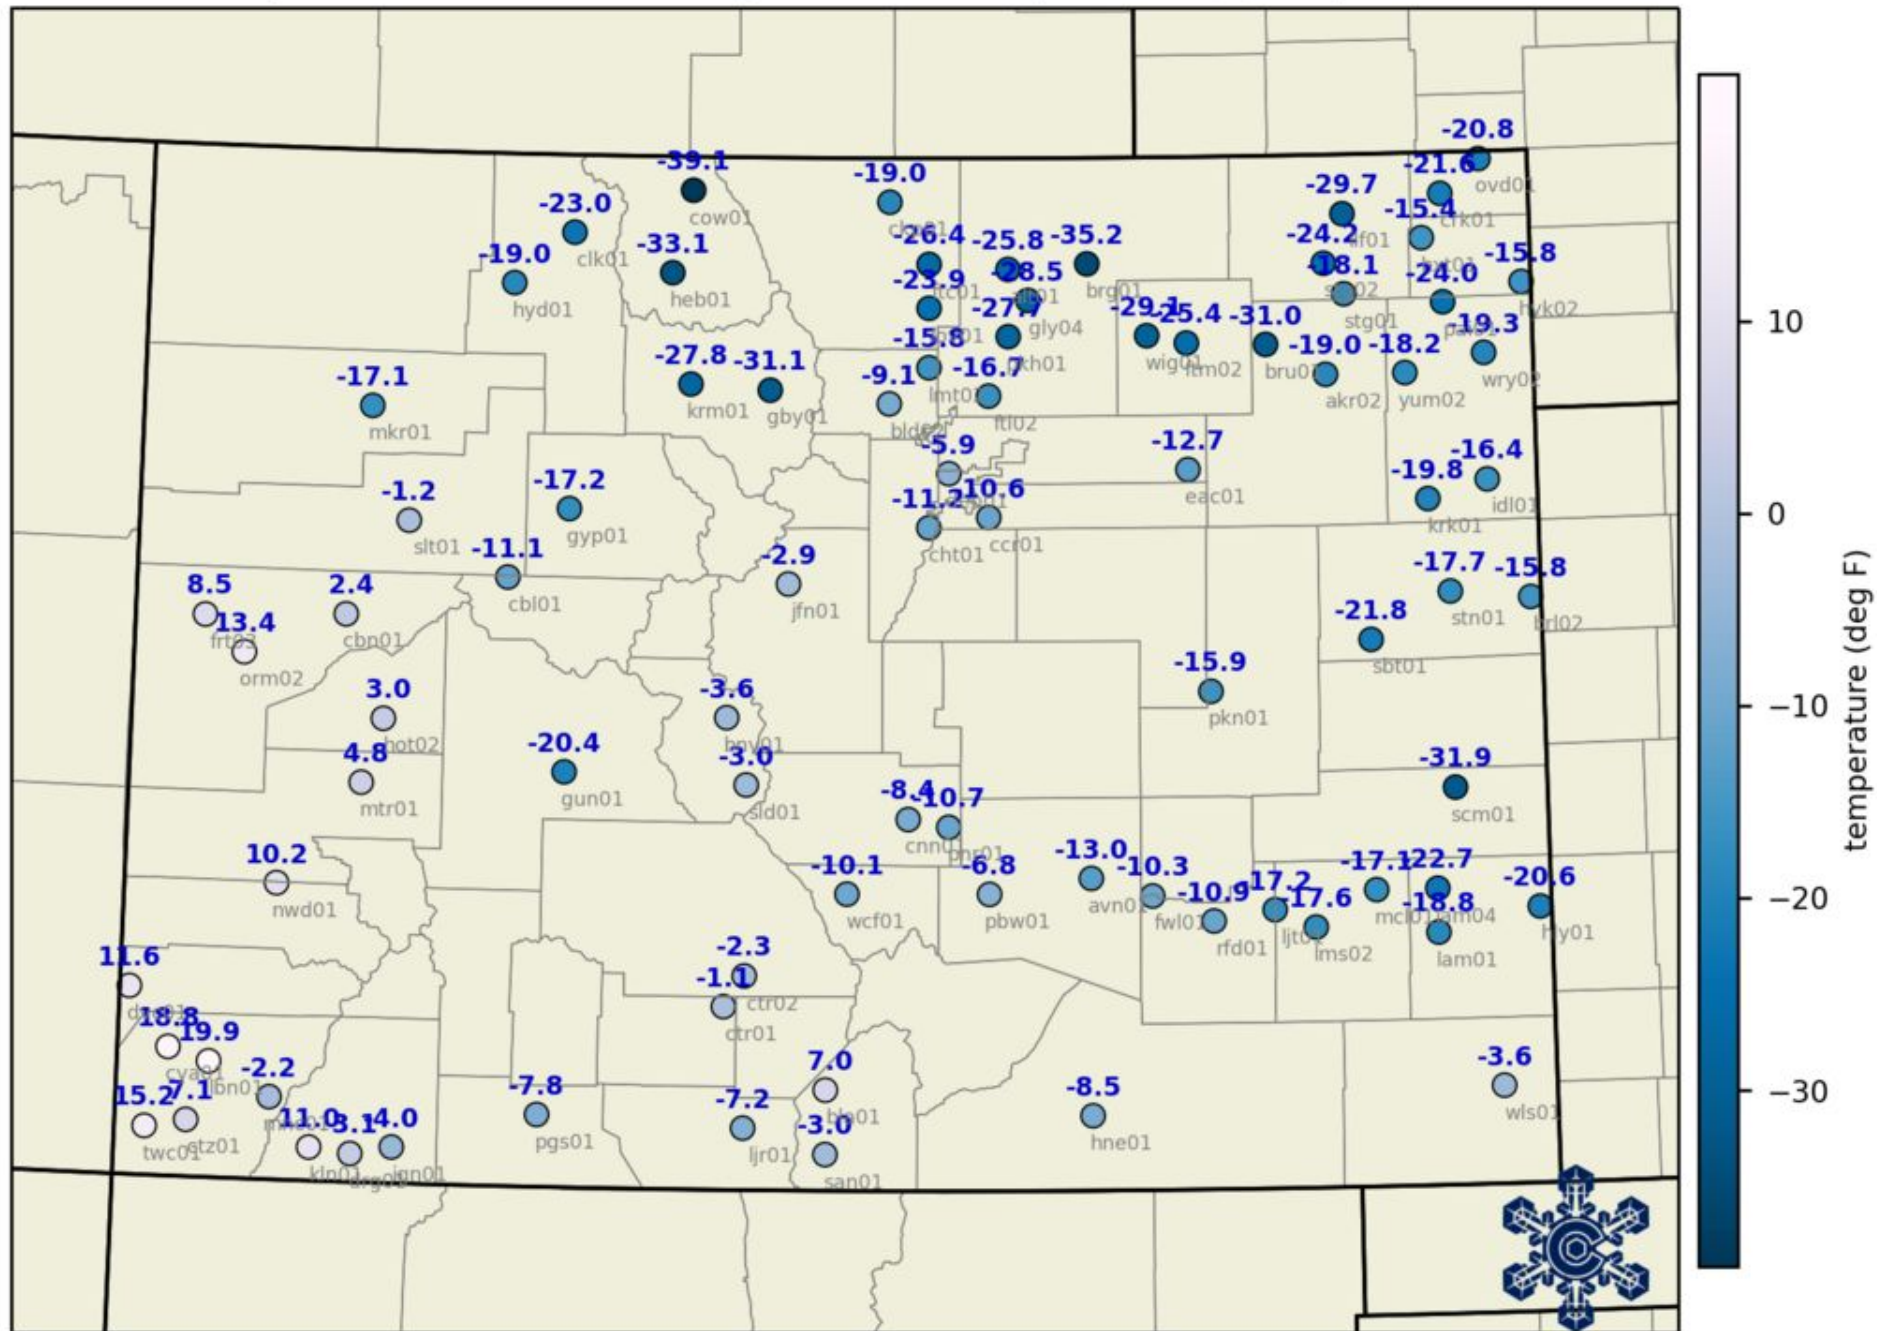 -20.8
ovd01
-39.1
cow01
-19.0
-21.6
crk01
-29.7
-15.4
-23.0
clk01
-33.1
heb01
-26.4
-25.8
-35.2
brg01
-24.2
-18.1
stg01
-24.0
-15.8
hyk02
-19.0
hyd01
-23.9
-28.5
gly04
-27.7
pkh01
-29.1
wig01
-25.4
ltm02
-31.0
-19.3
wry02
-27.8
krm01
-31.1
gby01
-15.8
lmt01
-9.1
-16.7
ftl02
-19.0
akr02
-18.2
yum02
-17.1
mkr01
-5.9
-12.7
eac01
-16.4
idl01
-19.8
krk01
-1.2
slt01
-17.2
gyp01
-11.2
cht01
-10.6
ccr01
-11.1
cbl01
-2.9
jfn01
-17.7
stn01
-15.8
8.5
frt03
13.4
orm02
2.4
cbn01
-21.8
sbt01
-15.9
pkn01
3.0
hot02
-3.6
bnv01
4.8
mtr01
-20.4
gun01
-3.0
sld01
-31.9
scm01
-8.4
-10.7
pnr01
10.2
nwd01
-10.1
wcf01
-6.8
pbw01
-13.0
avn01
-10.3
fwl01
-10.9
rfd01
-17.2
-17.6
lms02
-17.1
mcl01
-22.7
lam04
-18.8
lam01
-20.6
hly01
11.6
-2.3
ctr02
-1.1
ctr01
18.8
19.9
-2.2
15.2
twc01
7.1
ctz01
11.0
kln01
3.1
-4.0
ign01
-7.8
pgs01
-7.2
ljr01
7.0
bla01
-3.0
san01
-8.5
hne01
-3.6
wls01
10
0
−10
−20
−30
temperature (deg F)